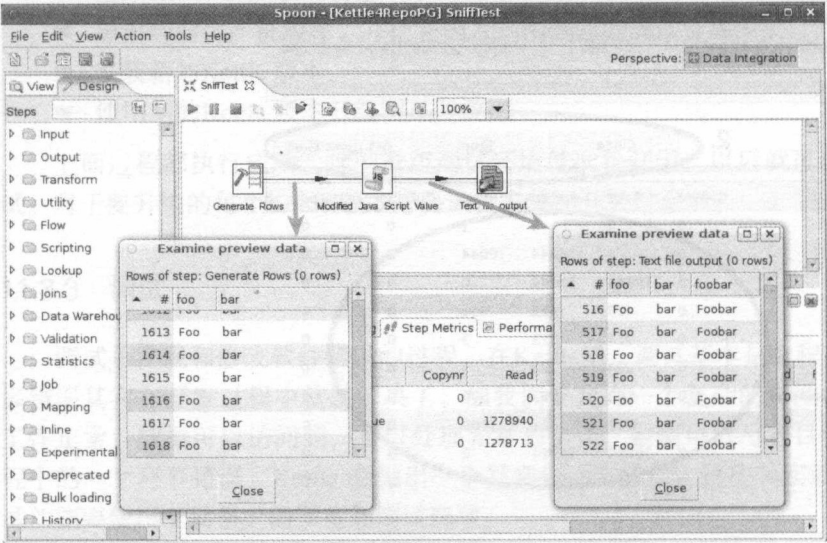 Spoon - [Kettle4RepoPG] SniffTest
File Edit View Action Tools Help
Perspective: Data Integration
View Design
SniffTest
Steps
100%
Input
Output
Transform
Utility
Flow
Scripting
Lookup
Joins
Data Warehou
Validation
Statistics
Job
Mapping
Inline
Experimental
Deprecated
Bulk loading
History
Generate Rows Modified Java Script Value Text file output
Examine preview data
Rows of step: Generate Rows (0 rows)
# foo bar
1612 Foo bar
1613 Foo bar
1614 Foo bar
1615 Foo bar
1616 Foo bar
1617 Foo bar
1618 Foo bar
Close
Step Metrics Performa
Copynr Read
0 0
ue 0 1278940
0 1278713
Examine preview data
Rows of step: Text file output (0 rows)
# foo bar foobar
516 Foo bar Foobar
517 Foo bar Foobar
518 Foo bar Foobar
519 Foo bar Foobar
520 Foo bar Foobar
521 Foo bar Foobar
522 Foo bar Foobar
Close